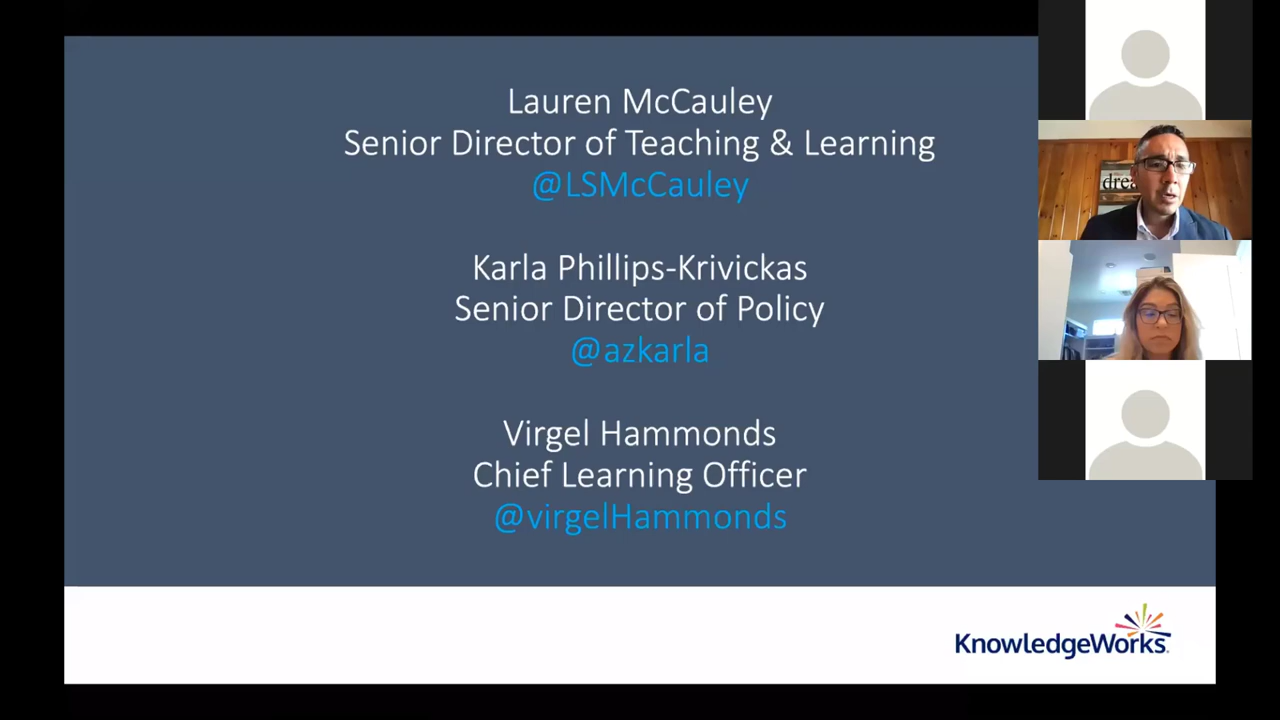 Lauren McCauley
Senior Director of Teaching & Learning
@LSMcCauley
Karla Phillips-Krivickas
Senior Director of Policy
@azkarla
Virgel Hammonds
Chief Learning Officer
@virgelHammonds
KnowledgeWorks